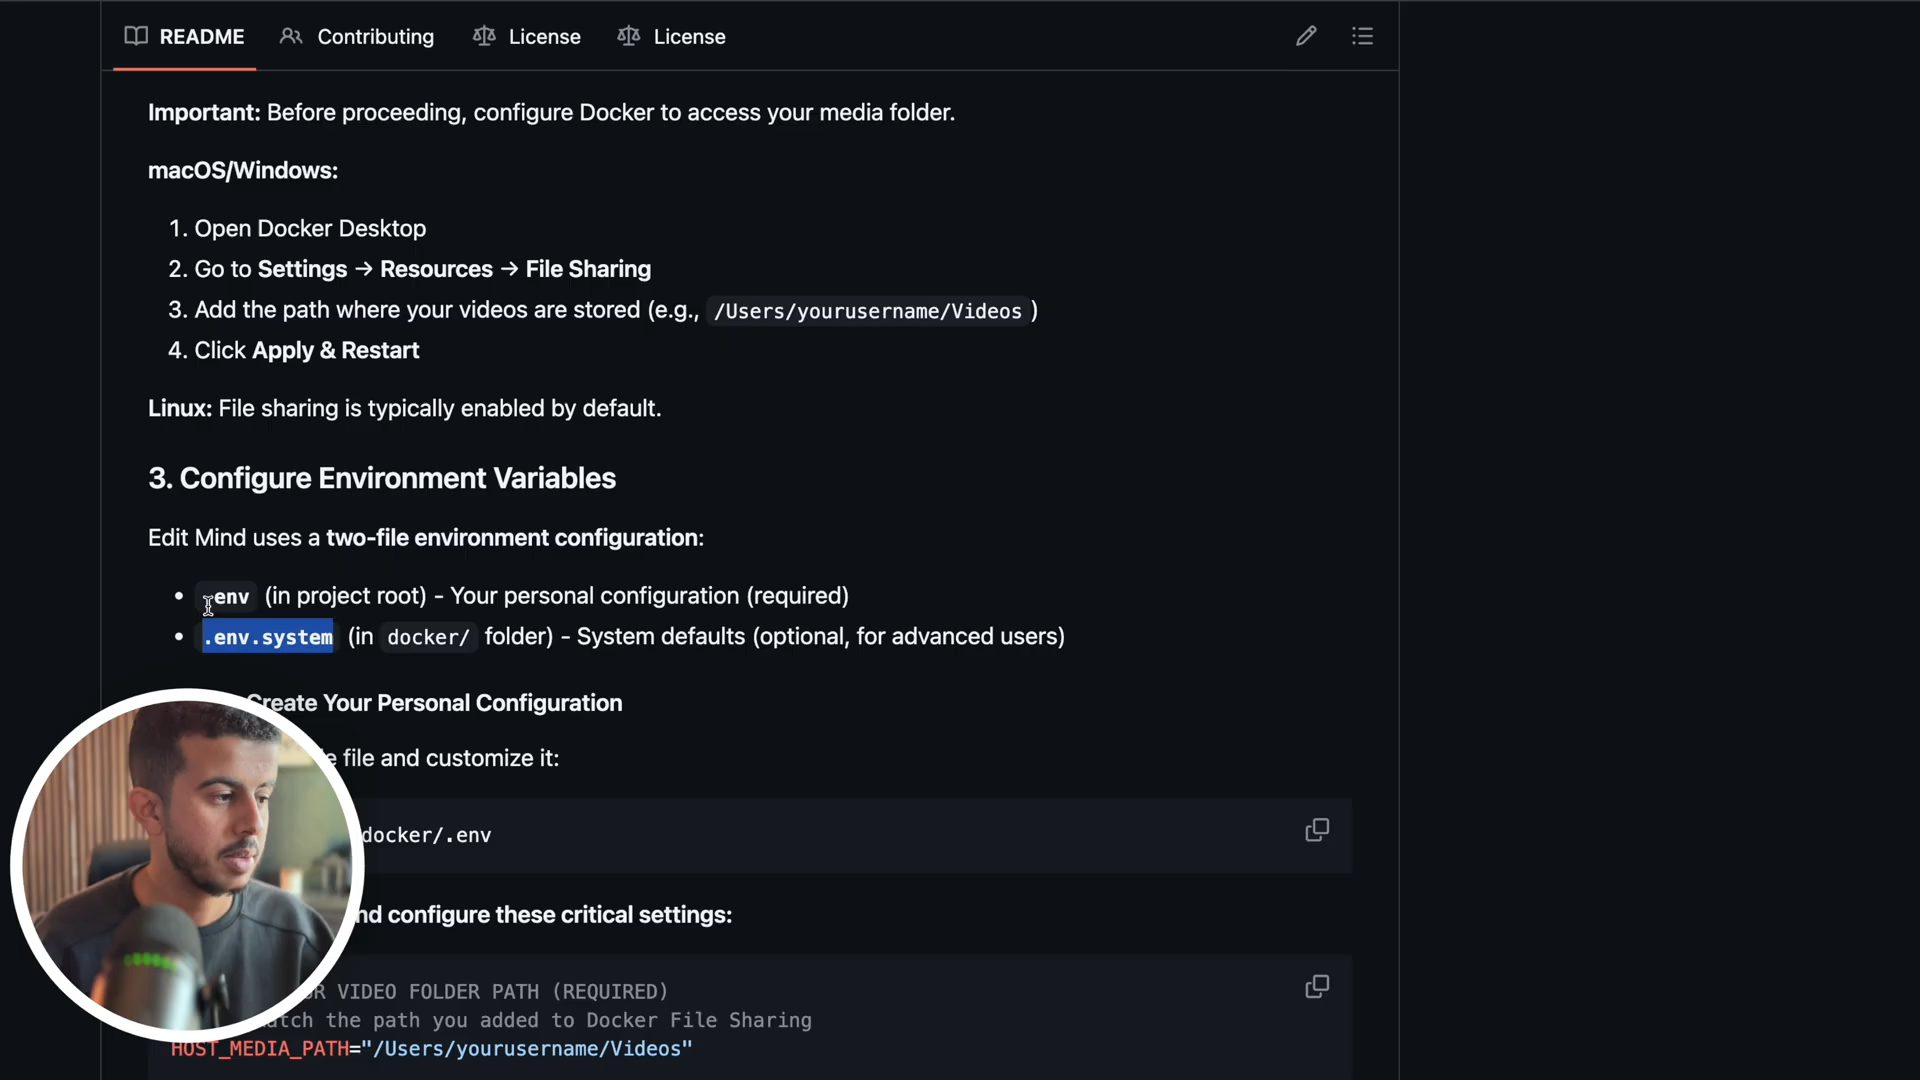 README Contributing License License
Important: Before proceeding, configure Docker to access your media folder.
macOS/Windows:
1. Open Docker Desktop
2. Go to Settings → Resources → File Sharing
3. Add the path where your videos are stored (e.g., /Users/yourusername/Videos )
4. Click Apply & Restart
Linux: File sharing is typically enabled by default.
3. Configure Environment Variables
Edit Mind uses a two-file environment configuration:
• .env (in project root) - Your personal configuration (required)
• .env.system (in docker/ folder) - System defaults (optional, for advanced users)
Create Your Personal Configuration
file and customize it:
docker/.env
configure these critical settings:
VIDEO FOLDER PATH (REQUIRED)
the path you added to Docker File Sharing
HOST_MEDIA_PATH="/Users/yourusername/Videos"